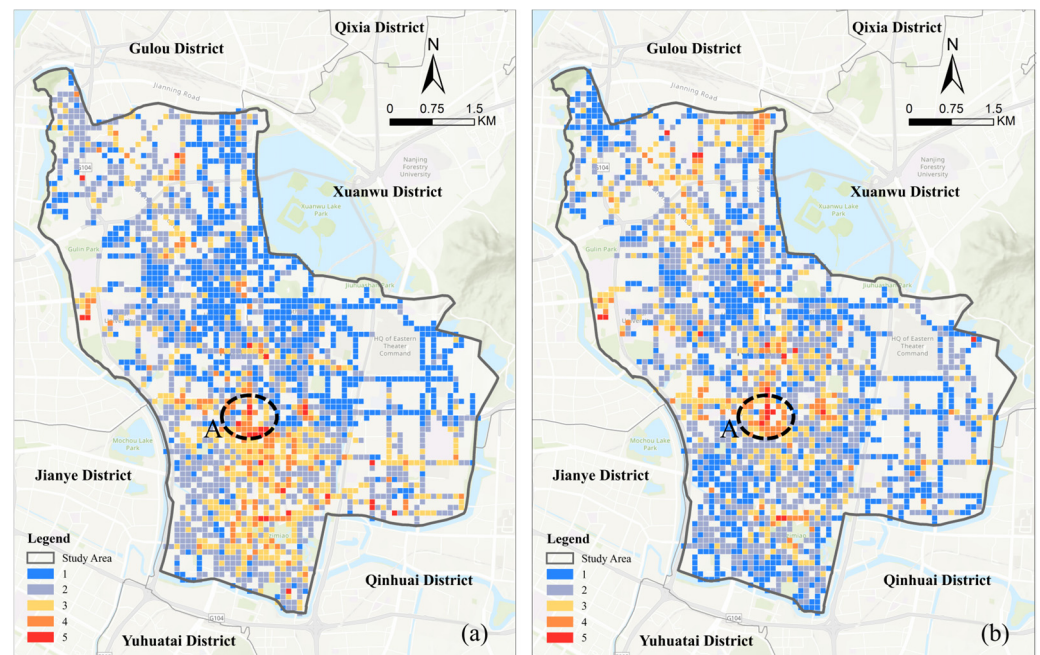 Qixia District
Gulou District
N
Jianning Road
0 0.75 1.5
KM
G104
Nanjing
Forestry
University
Xuanwu District
Xuanwu Lake
Park
Gulin Park
HQ of Eastern
Theater
Command
A
Mochou Lake
Park
Jianye District
Legend
Study Area
1
2
3
4
5
Qinhuai District
G104
Yuhuatai District
(a)
Qixia District
Gulou District
N
Jianning Road
0 0.75 1.5
KM
G104
Nanjing
Forestry
University
Xuanwu District
Xuanwu Lake
Park
Gulin Park
HQ of Eastern
Theater
Command
A
Mochou Lake
Park
Jianye District
Legend
Study Area
1
2
3
4
5
Qinhuai District
G104
Yuhuatai District
(b)